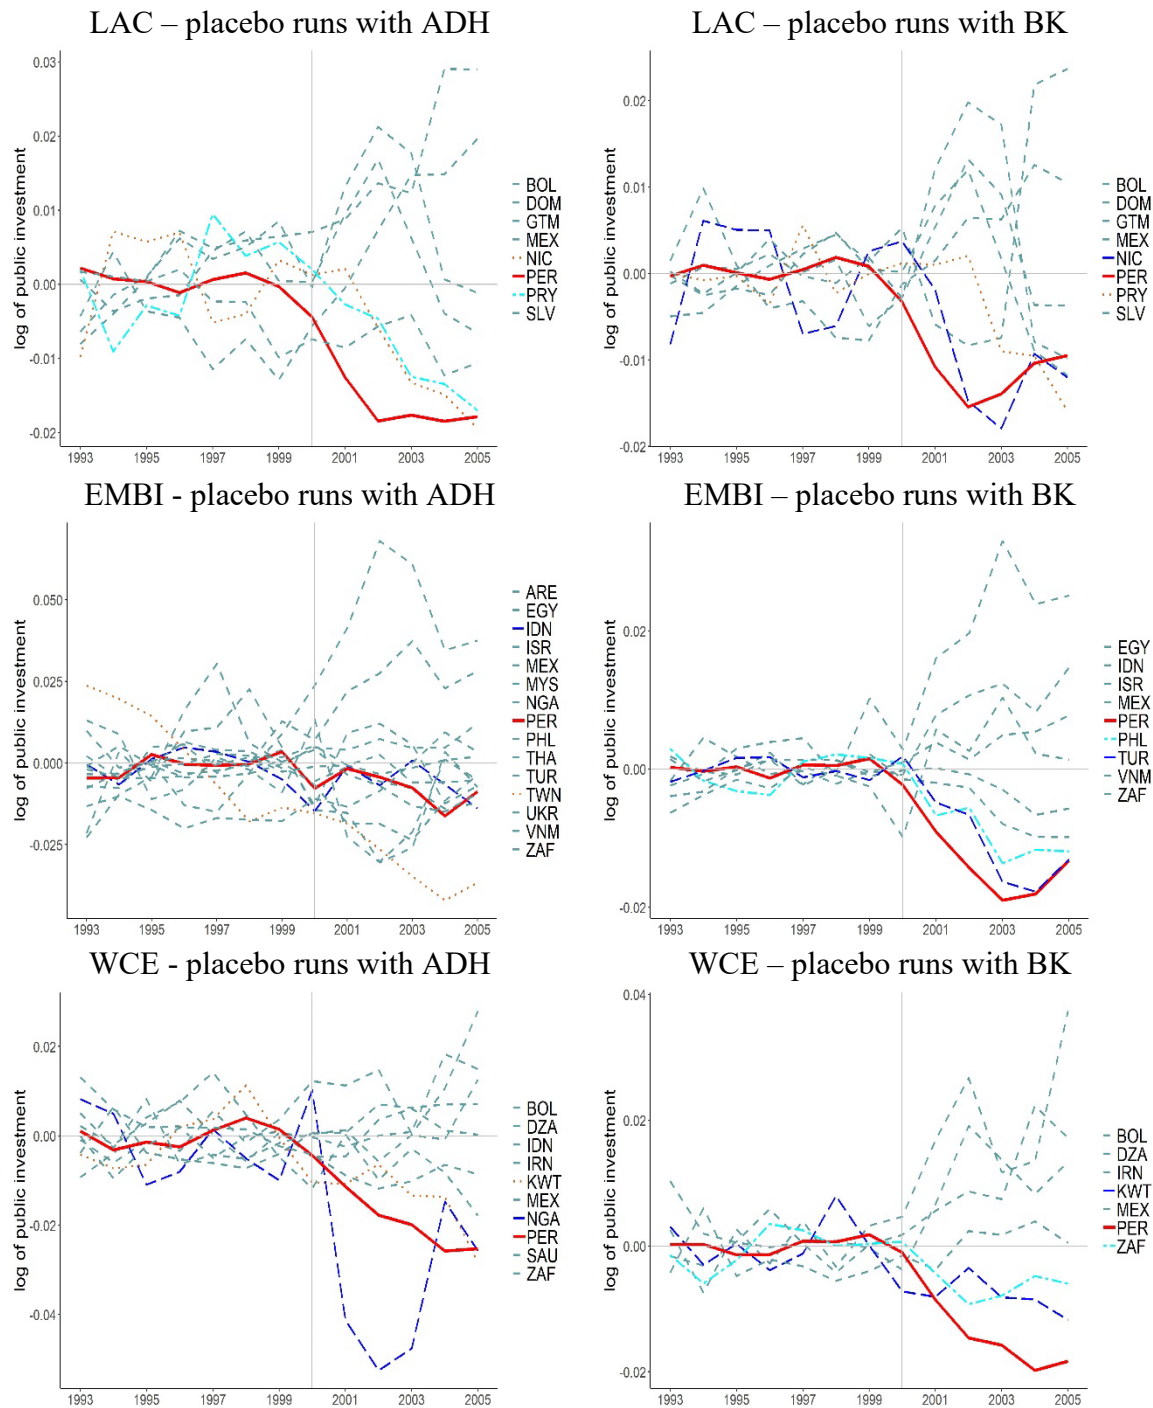 LAC – placebo runs with ADH
log of public investment
0.03
0.02
0.01
0.00
-0.01
-0.02
1993 1995 1997 1999 2001 2003 2005
BOL
DOM
GTM
MEX
NIC
PER
PRY
SLV
LAC – placebo runs with BK
log of public investment
0.02
0.01
0.00
-0.01
-0.02
1993 1995 1997 1999 2001 2003 2005
BOL
DOM
GTM
MEX
NIC
PER
PRY
SLV
EMBI - placebo runs with ADH
log of public investment
0.050
0.025
0.000
-0.025
1993 1995 1997 1999 2001 2003 2005
ARE
EGY
IDN
ISR
MEX
MYS
NGA
PER
PHL
THA
TUR
TWN
UKR
VNM
ZAF
EMBI – placebo runs with BK
log of public investment
0.02
0.00
-0.02
1993 1995 1997 1999 2001 2003 2005
EGY
IDN
ISR
MEX
PER
PHL
TUR
VNM
ZAF
WCE - placebo runs with ADH
log of public investment
0.02
0.00
-0.02
-0.04
1993 1995 1997 1999 2001 2003 2005
BOL
DZA
IDN
IRN
KWT
MEX
NGA
PER
SAU
ZAF
WCE – placebo runs with BK
log of public investment
0.04
0.02
0.00
-0.02
1993 1995 1997 1999 2001 2003 2005
BOL
DZA
IRN
KWT
MEX
PER
ZAF